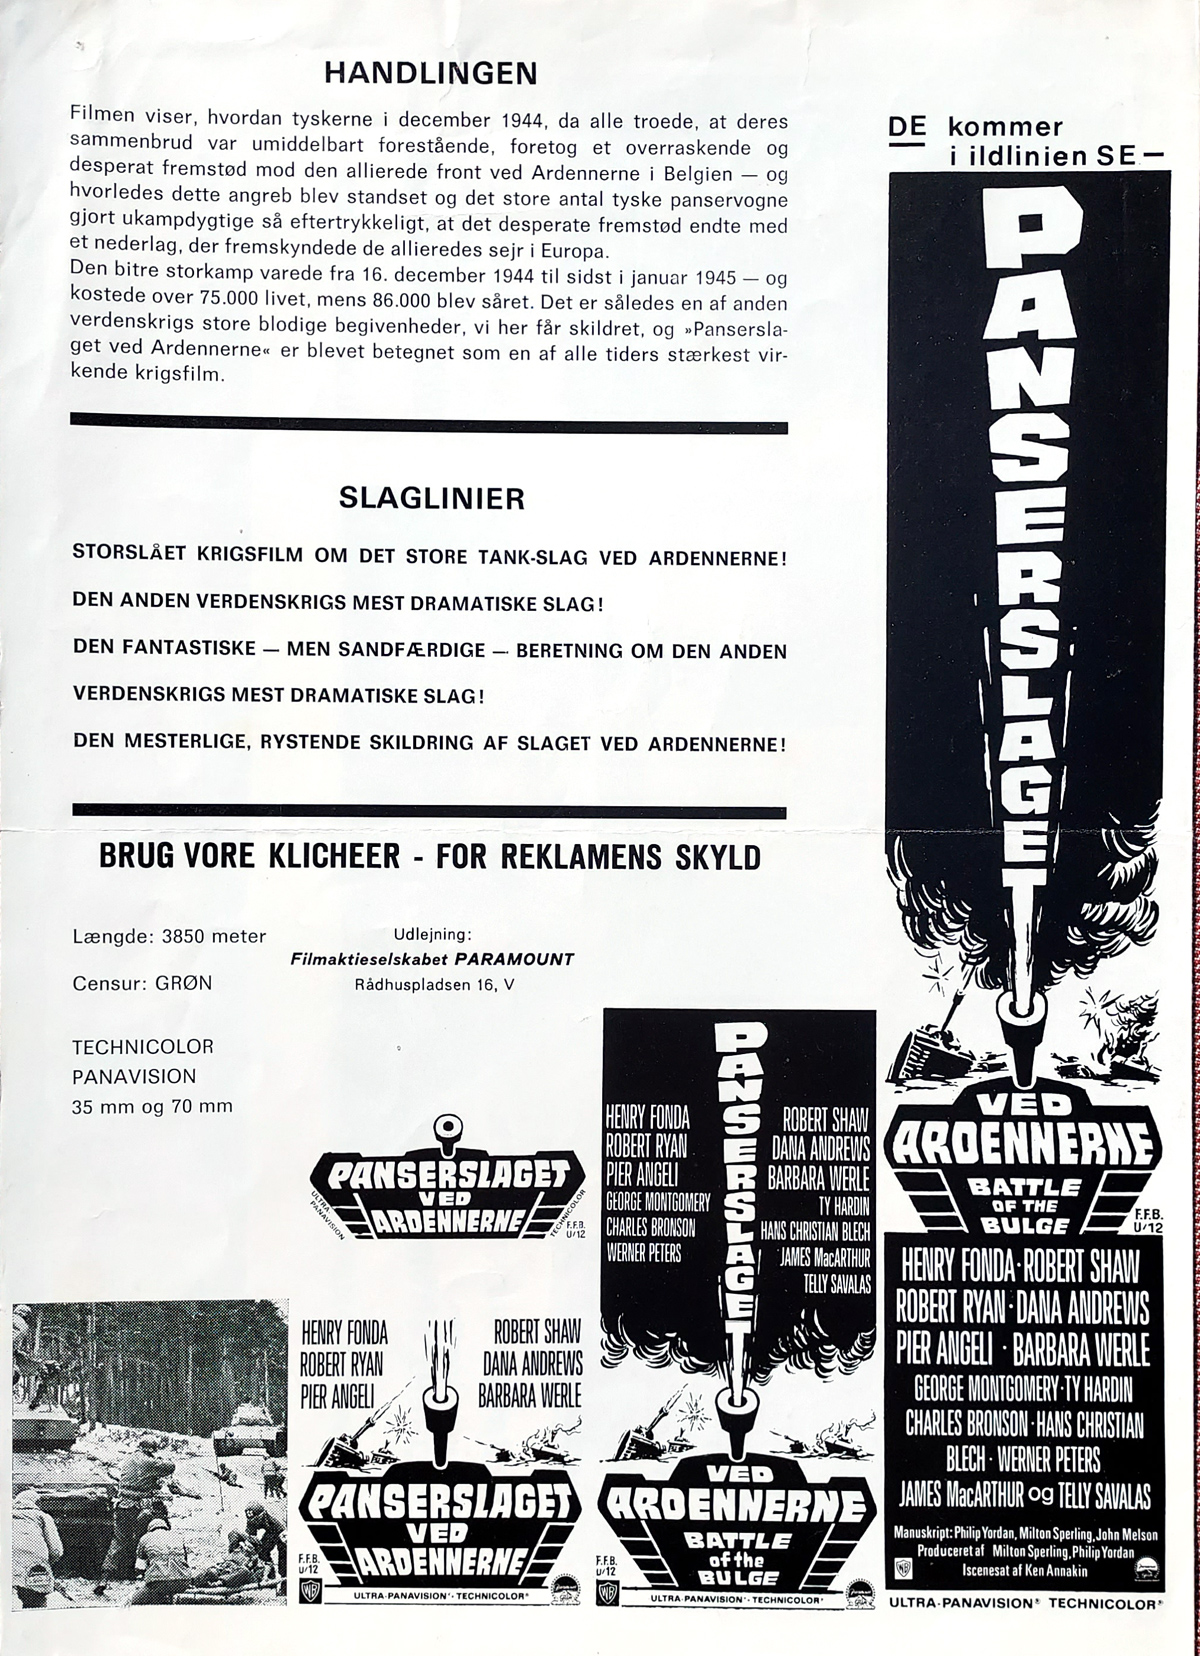 HANDLINGEN
Filmen viser, hvordan tyskerne i december 1944, da alle troede, at deres
sammenbrud var umiddelbart forestående, foretog et overraskende og
desperat fremstød mod den allierede front ved Ardennerne i Belgien — og
hvorledes dette angreb blev standset og det store antal tyske panservogne
gjort ukampdygtige så eftertrykkeligt, at det desperate fremstød endte med
et nederlag, der fremskyndede de allieredes sejr i Europa.
Den bitre storkamp varede fra 16. december 1944 til sidst i januar 1945 — og
kostede over 75.000 livet, mens 86.000 blev såret. Det er således en af anden
verdenskrigs store blodige begivenheder, vi her får skildret, og »Pansersla-
get ved Ardennerne« er blevet betegnet som en af alle tiders stærkest vir-
kende krigsfilm.
SLAGLINIER
STORSLÅET KRIGSFILM OM DET STORE TANK-SLAG VED ARDENNERNE!
DEN ANDEN VERDENSKRIGS MEST DRAMATISKE SLAG!
DEN FANTASTISKE — MEN SANDFÆRDIGE — BERETNING OM DEN ANDEN
VERDENSKRIGS MEST DRAMATISKE SLAG!
DEN MESTERLIGE, RYSTENDE SKILDRING AF SLAGET VED ARDENNERNE!
BRUG VORE KLICHEER - FOR REKLAMENS SKYLD
Længde: 3850 meter
Censur: GRØN
TECHNICOLOR
PANAVISION
35 mm og 70 mm
Udlejning:
Filmaktieselskabet PARAMOUNT
Rådhuspladsen 16, V
PANSERSLAGET
VED
ARDENNERNE
ULTRA
PANAVISION
TECHNICOLOR
F.F.B.
U/12
HENRY FONDA
ROBERT RYAN
PIER ANGELI
ROBERT SHAW
DANA ANDREWS
BARBARA WERLE
PANSERSLAGET
VED
ARDENNERNE
F.F.B.
U/12
WB
ULTRA-PANAVISION® · TECHNICOLOR®
PANSERSLAGET
HENRY FONDA
ROBERT RYAN
PIER ANGELI
GEORGE MONTGOMERY
CHARLES BRONSON
WERNER PETERS
ROBERT SHAW
DANA ANDREWS
BARBARA WERLE
TY HARDIN
HANS CHRISTIAN BLECH
JAMES MacARTHUR
TELLY SAVALAS
VED
ARDENNERNE
BATTLE
of the
BULGE
F.F.B.
U/12
WB
ULTRA-PANAVISION® · TECHNICOLOR®
DE kommer
i ildlinien SE —
PANSERSLAGET
VED
ARDENNERNE
BATTLE
OF THE
BULGE
F.F.B.
U/12
HENRY FONDA · ROBERT SHAW
ROBERT RYAN · DANA ANDREWS
PIER ANGELI · BARBARA WERLE
GEORGE MONTGOMERY · TY HARDIN
CHARLES BRONSON · HANS CHRISTIAN
BLECH · WERNER PETERS
JAMES MacARTHUR og TELLY SAVALAS
Manuskript: Philip Yordan, Milton Sperling, John Melson
Produceret af Milton Sperling, Philip Yordan
Iscenesat af Ken Annakin
WB
ULTRA-PANAVISION® TECHNICOLOR®